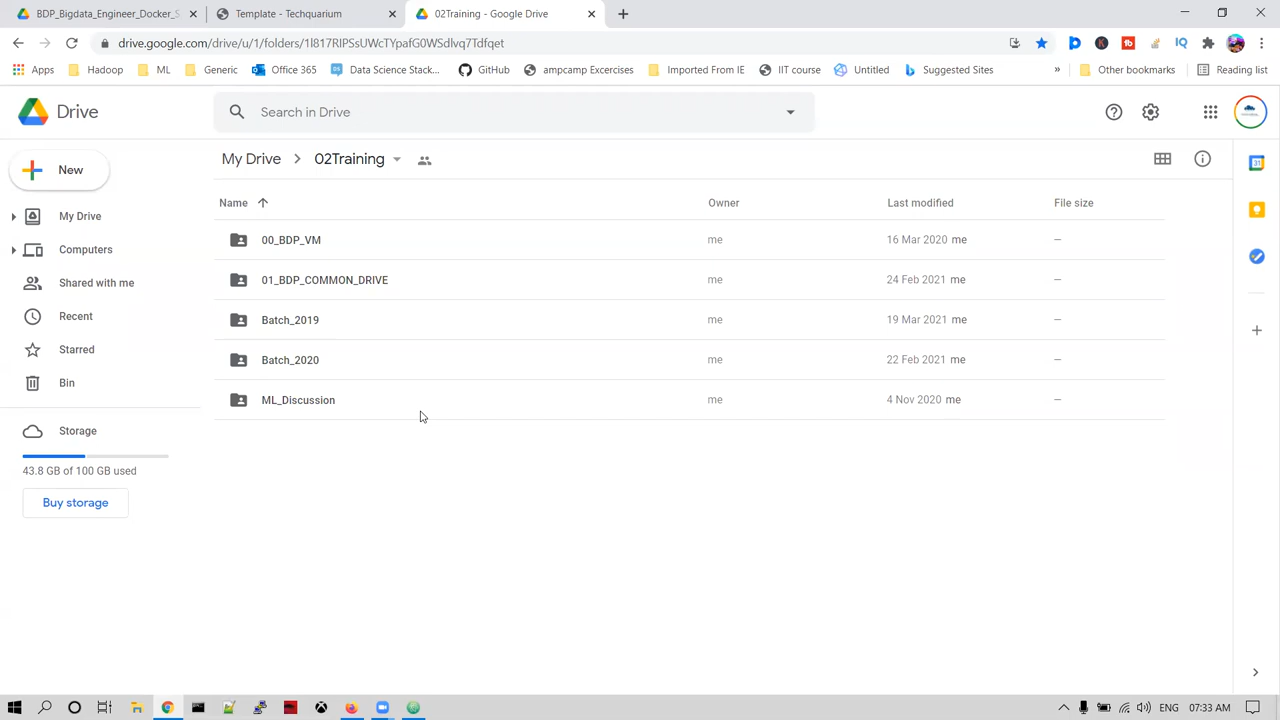 BDP_Bigdata_Engineer_Docker_S
Template - Techquarium
02Training - Google Drive
drive.google.com/drive/u/1/folders/1l817RIPSsUWcTYpafG0WSdlvq7Tdfqet
Apps
Hadoop
ML
Generic
Office 365
Data Science Stack...
GitHub
ampcamp Excercises
Imported From IE
IIT course
Untitled
Suggested Sites
»
Other bookmarks
Reading list
Drive
Search in Drive
My Drive > 02Training
New
Name
Owner
Last modified
File size
My Drive
Computers
Shared with me
Recent
Starred
Bin
Storage
43.8 GB of 100 GB used
Buy storage
00_BDP_VM me 16 Mar 2020 me –
01_BDP_COMMON_DRIVE me 24 Feb 2021 me –
Batch_2019 me 19 Mar 2021 me –
Batch_2020 me 22 Feb 2021 me –
ML_Discussion me 4 Nov 2020 me –
ENG
07:33 AM